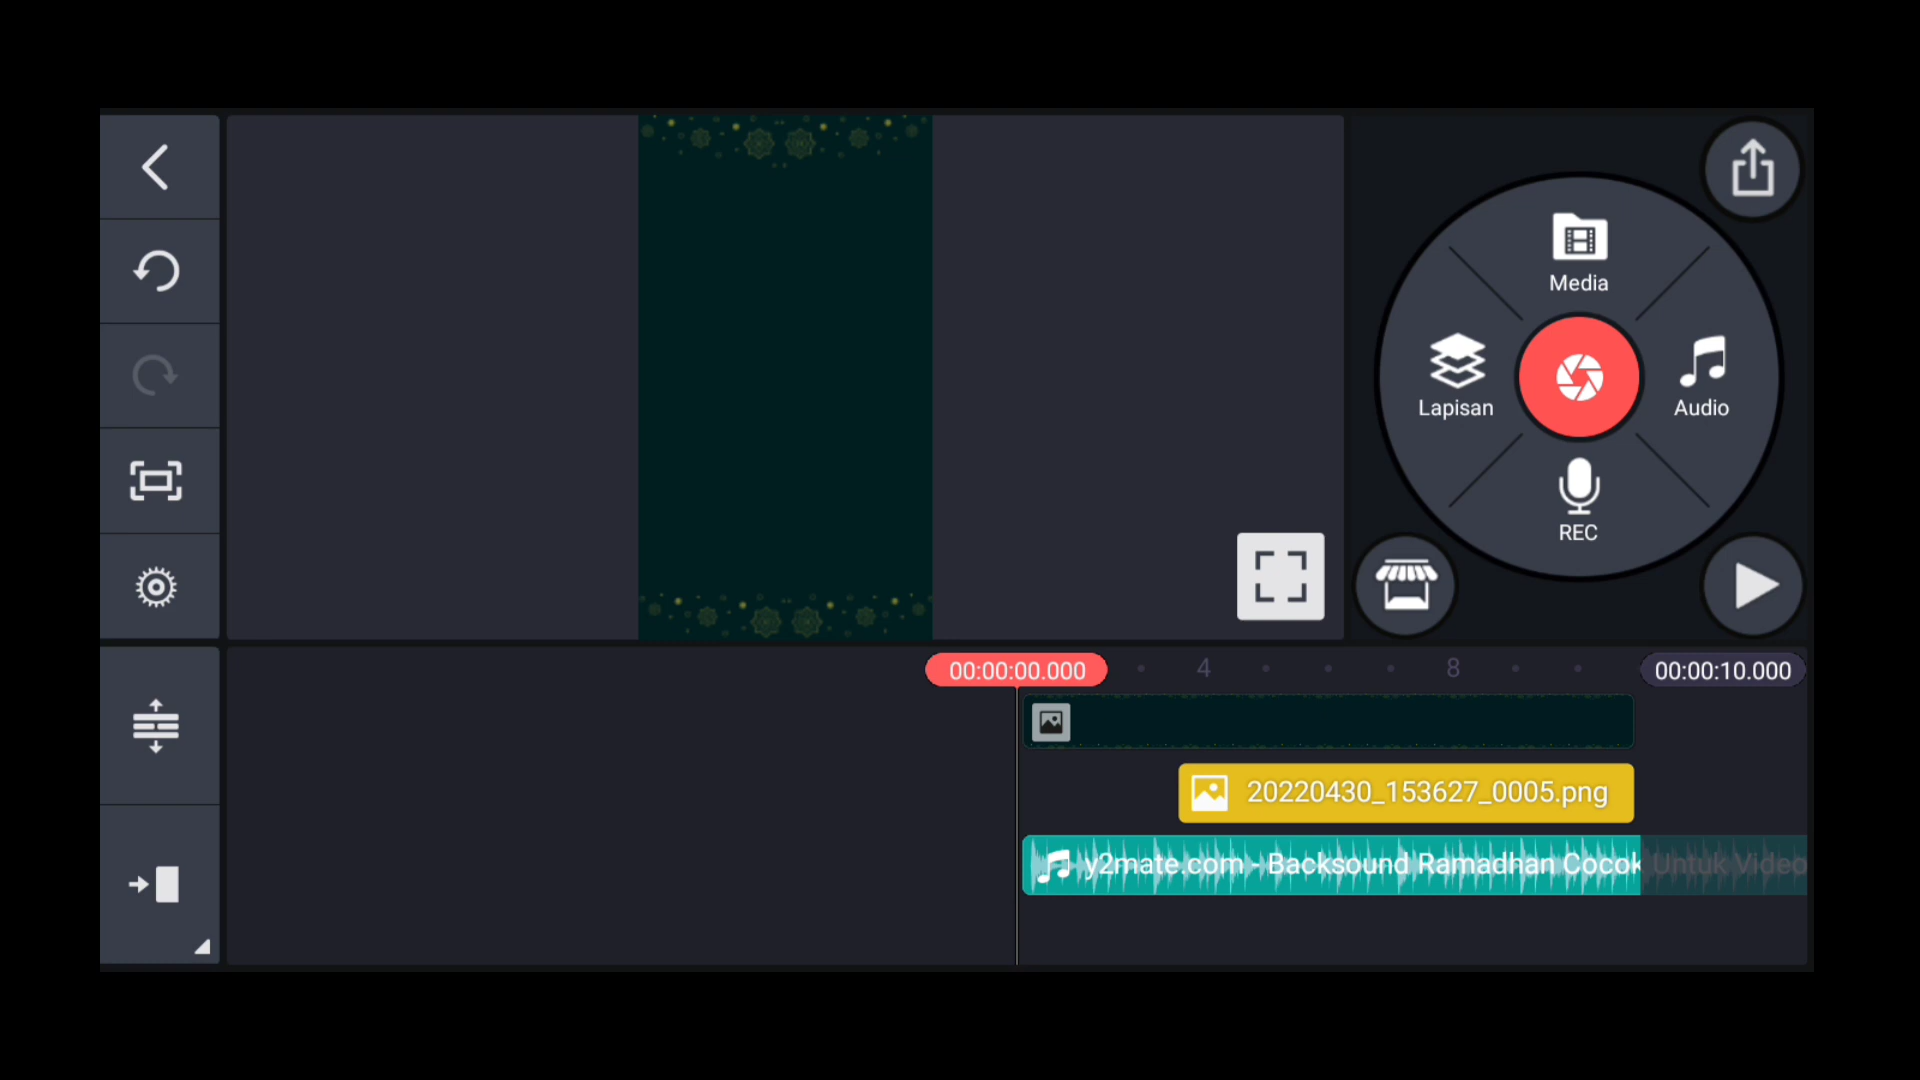 Media
Lapisan
Audio
REC
00:00:00.000
4
8
00:00:10.000
20220430_153627_0005.png
y2mate.com - Backsound Ramadhan Cocok Untuk Video